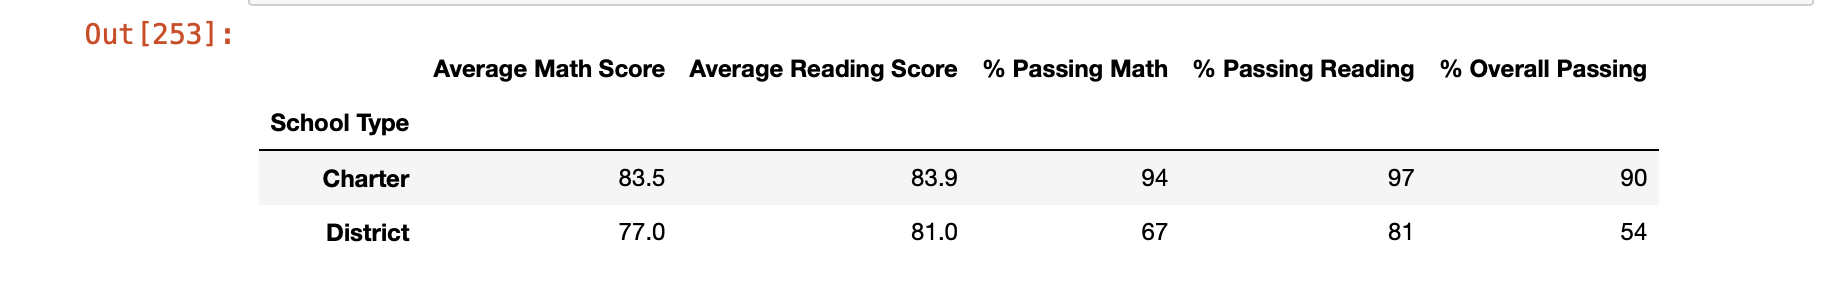 Out[253]:
Average Math Score Average Reading Score % Passing Math % Passing Reading % Overall Passing
School Type
Charter 83.5 83.9 94 97 90
District 77.0 81.0 67 81 54